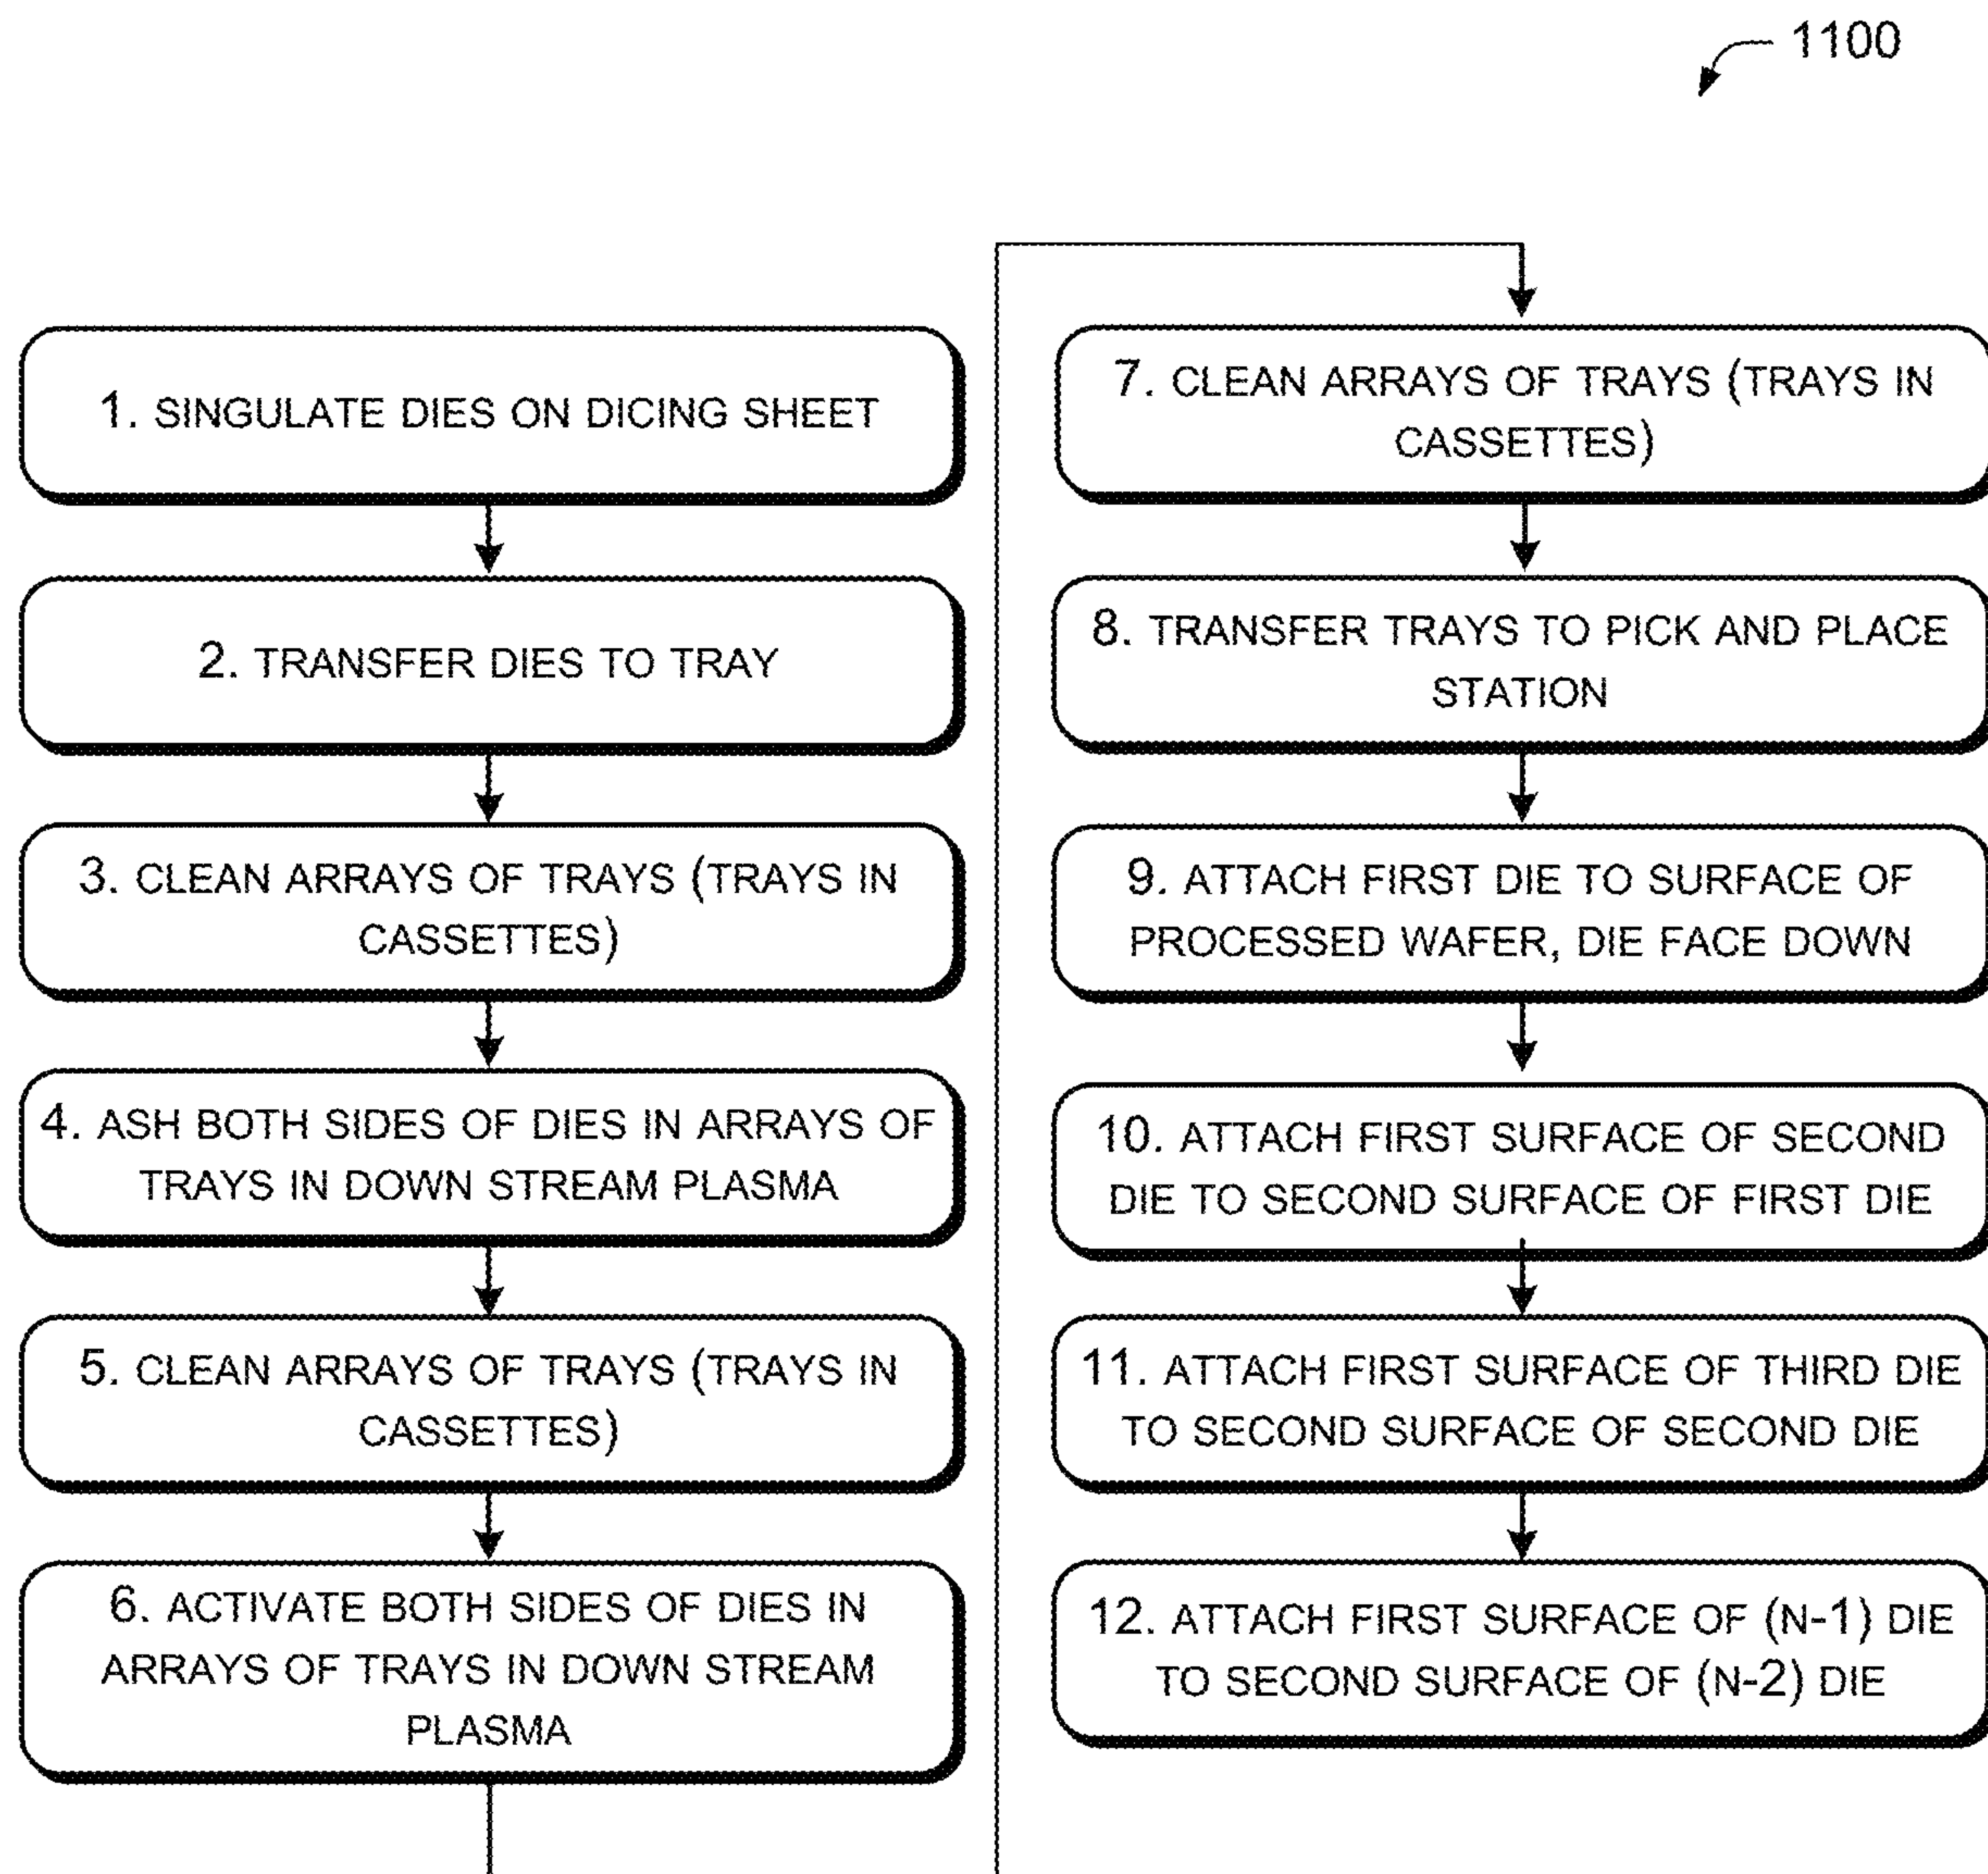 1100
1. SINGULATE DIES ON DICING SHEET
2. TRANSFER DIES TO TRAY
3. CLEAN ARRAYS OF TRAYS (TRAYS IN
CASSETTES)
4. ASH BOTH SIDES OF DIES IN ARRAYS OF
TRAYS IN DOWN STREAM PLASMA
5. CLEAN ARRAYS OF TRAYS (TRAYS IN
CASSETTES)
6. ACTIVATE BOTH SIDES OF DIES IN
ARRAYS OF TRAYS IN DOWN STREAM
PLASMA
7. CLEAN ARRAYS OF TRAYS (TRAYS IN
CASSETTES)
8. TRANSFER TRAYS TO PICK AND PLACE
STATION
9. ATTACH FIRST DIE TO SURFACE OF
PROCESSED WAFER, DIE FACE DOWN
10. ATTACH FIRST SURFACE OF SECOND
DIE TO SECOND SURFACE OF FIRST DIE
11. ATTACH FIRST SURFACE OF THIRD DIE
TO SECOND SURFACE OF SECOND DIE
12. ATTACH FIRST SURFACE OF (N-1) DIE
TO SECOND SURFACE OF (N-2) DIE